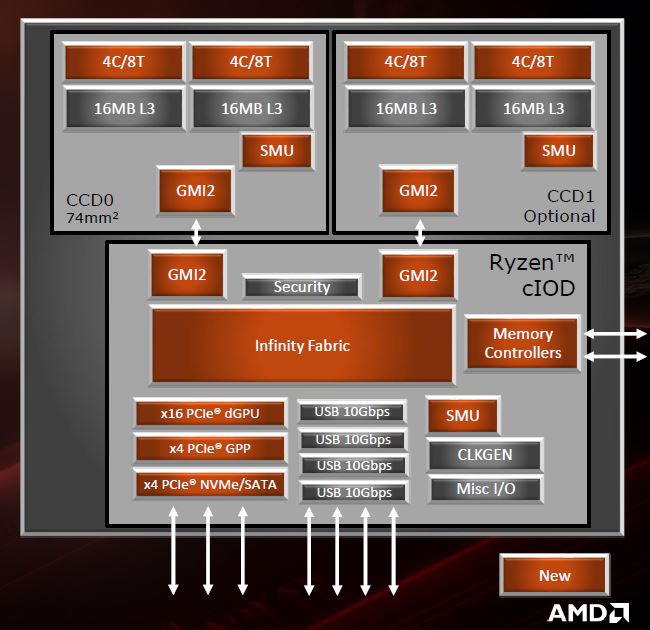 4C/8T
4C/8T
16MB L3
16MB L3
SMU
GMI2
CCD0
74mm²
4C/8T
4C/8T
16MB L3
16MB L3
SMU
GMI2
CCD1
Optional
GMI2
Security
GMI2
Ryzen™
cIOD
Infinity Fabric
Memory
Controllers
x16 PCIe® dGPU
x4 PCIe® GPP
x4 PCIe® NVMe/SATA
USB 10Gbps
USB 10Gbps
USB 10Gbps
USB 10Gbps
SMU
CLKGEN
Misc I/O
New
AMD